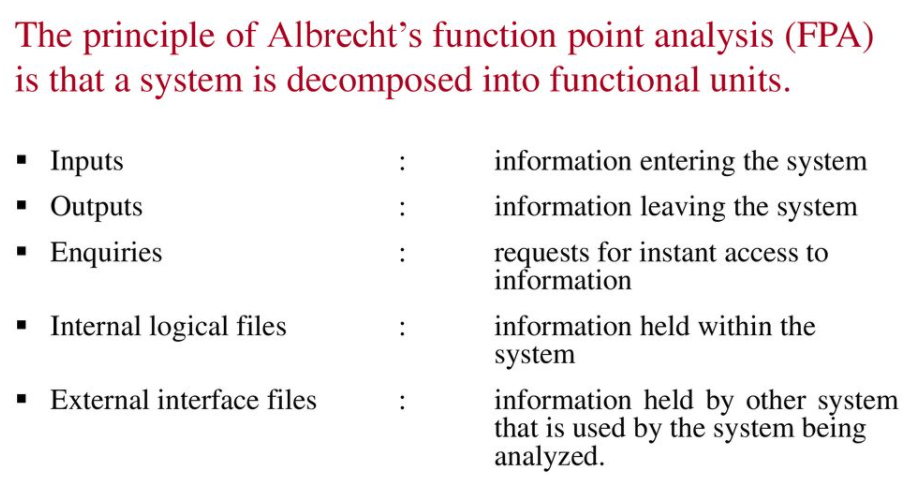 The principle of Albrecht’s function point analysis (FPA)
is that a system is decomposed into functional units.
▪ Inputs : information entering the system
▪ Outputs : information leaving the system
▪ Enquiries : requests for instant access to
information
▪ Internal logical files : information held within the
system
▪ External interface files : information held by other system
that is used by the system being
analyzed.